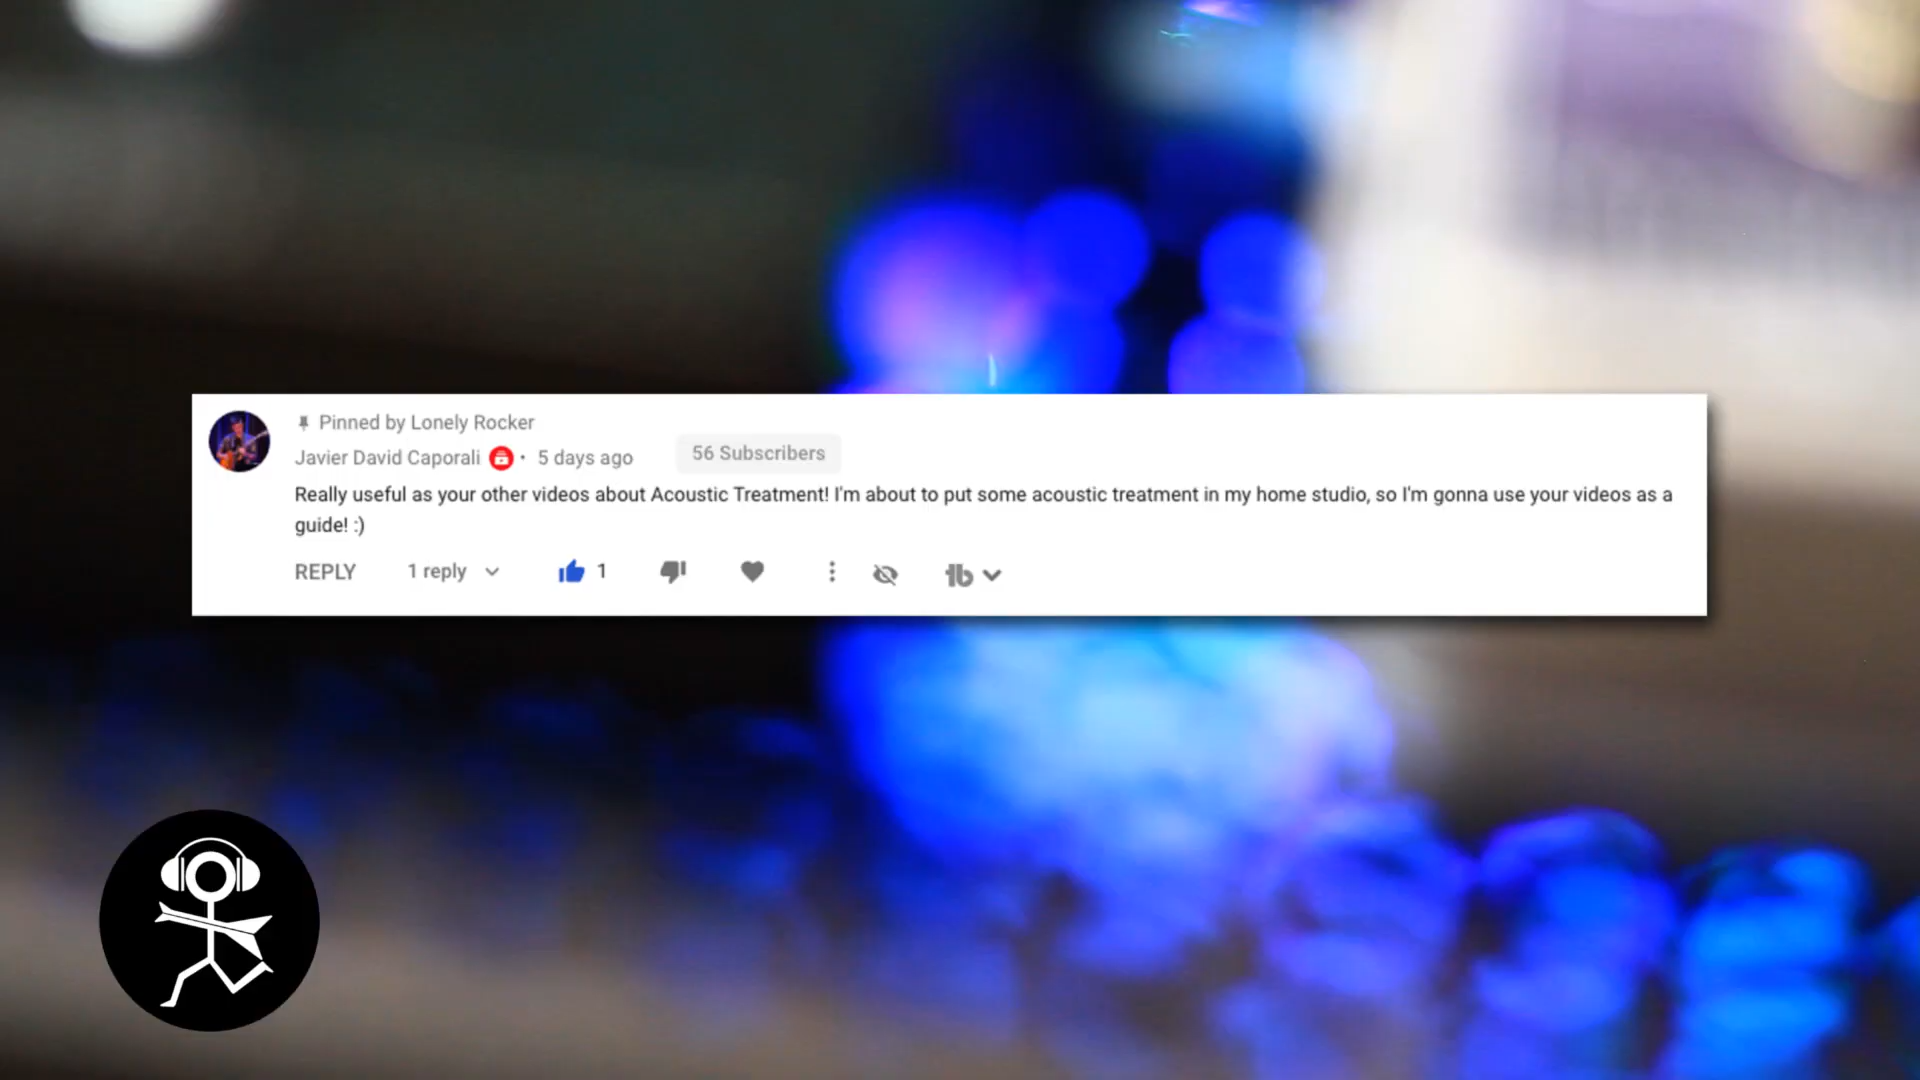 Pinned by Lonely Rocker
Javier David Caporali • 5 days ago 56 Subscribers
Really useful as your other videos about Acoustic Treatment! I'm about to put some acoustic treatment in my home studio, so I'm gonna use your videos as a
guide! :)
REPLY 1 reply 1 tb